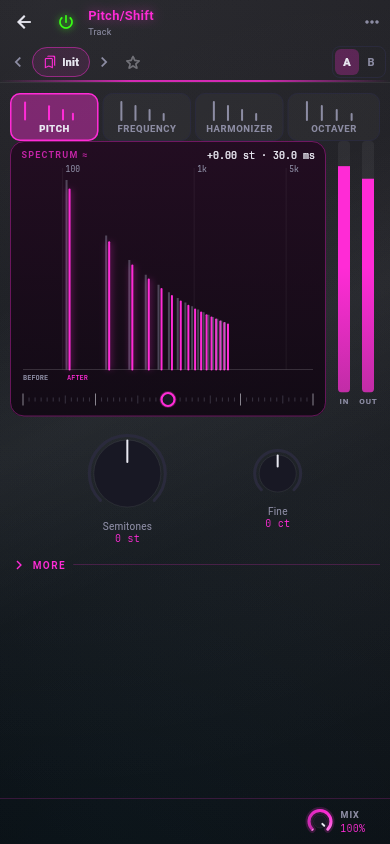 Pitch/Shift
Track
Init
A B
PITCH FREQUENCY HARMONIZER OCTAVER
SPECTRUM ≈ +0.00 st · 30.0 ms
100 1k 5k
BEFORE AFTER
IN OUT
Semitones
0 st
Fine
0 ct
MORE
MIX
100%